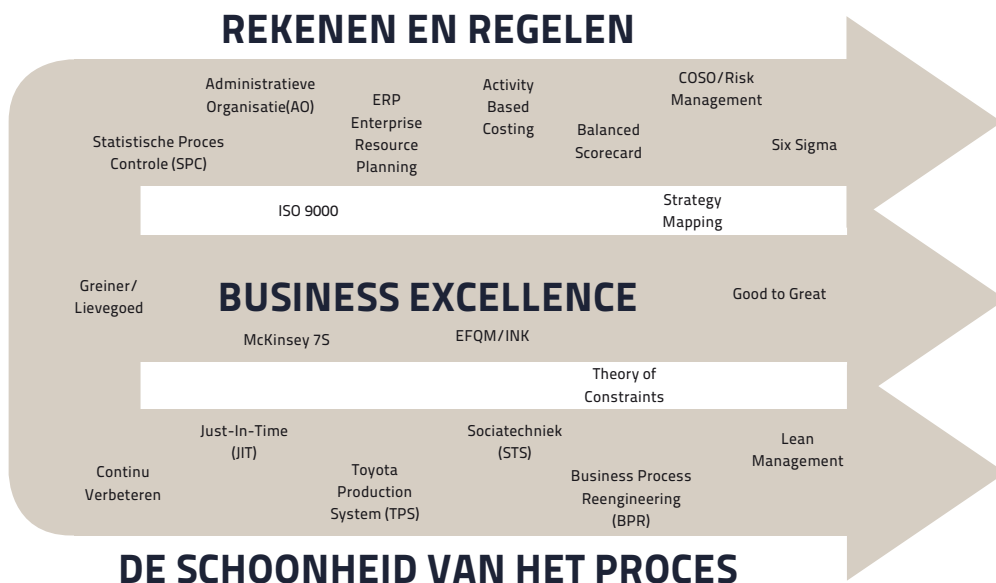 REKENEN EN REGELEN
Administratieve
Organisatie(AO)
ERP
Enterprise
Resource
Planning
Activity
Based
Costing
COSO/Risk
Management
Statistische Proces
Controle (SPC)
Balanced
Scorecard
Six Sigma
ISO 9000
Strategy
Mapping
Greiner/
Lievegoed
BUSINESS EXCELLENCE
Good to Great
McKinsey 7S
EFQM/INK
Theory of
Constraints
Just-In-Time
(JIT)
Sociatechniek
(STS)
Lean
Management
Continu
Verbeteren
Toyota
Production
System (TPS)
Business Process
Reengineering
(BPR)
DE SCHOONHEID VAN HET PROCES